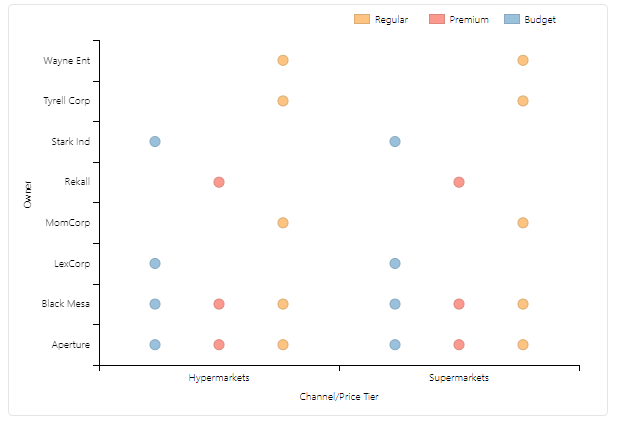 Regular Premium Budget
Wayne Ent
Tyrell Corp
Stark Ind
Rekall
MomCorp
LexCorp
Black Mesa
Aperture
Owner
Hypermarkets Supermarkets
Channel/Price Tier